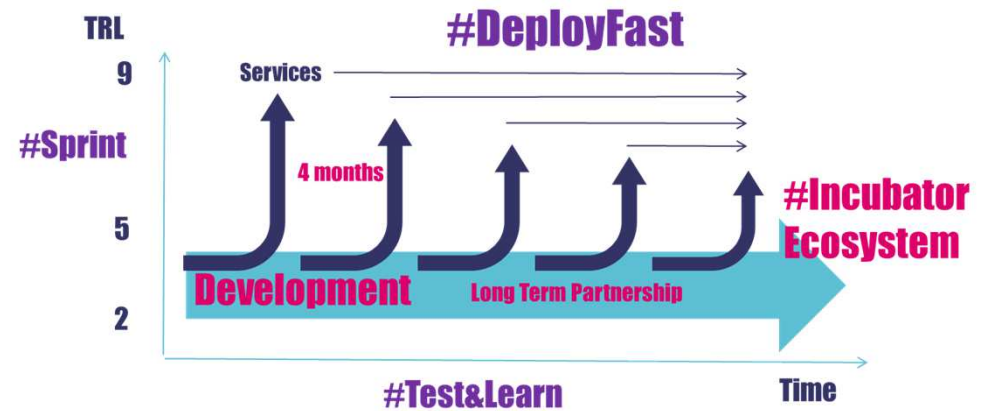 #DeployFast
TRL
9
Services
#Sprint
4 months
#Incubator
Ecosystem
5
Development
Long Term Partnership
2
#Test&Learn
Time